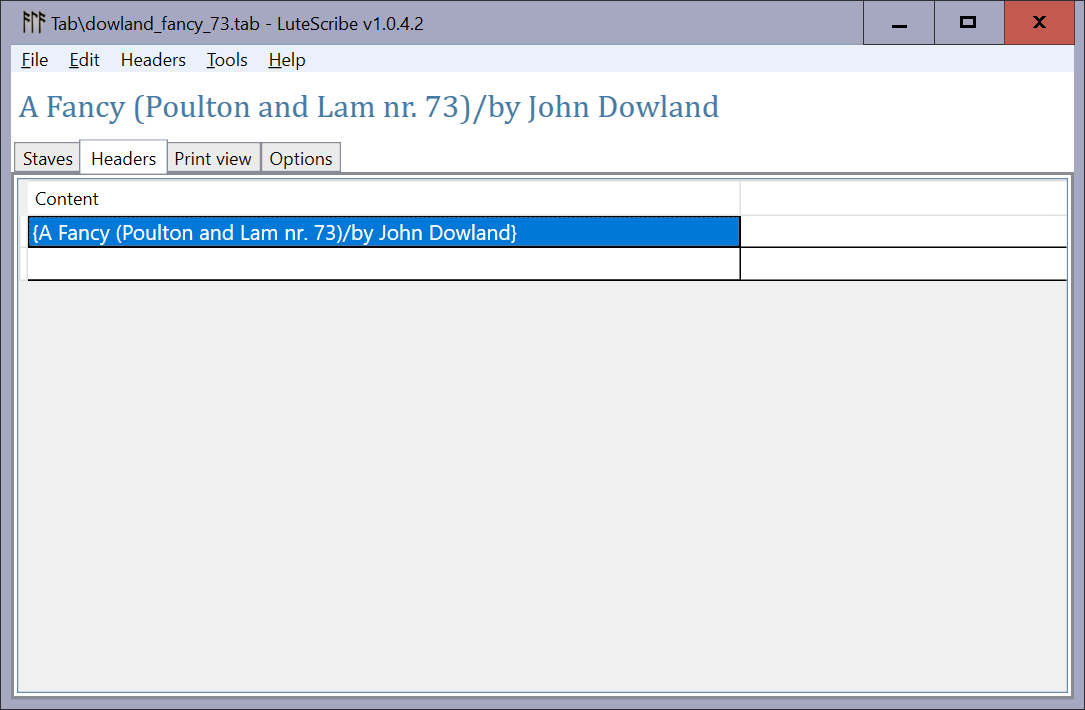 Tab\dowland_fancy_73.tab - LuteScribe v1.0.4.2
File Edit Headers Tools Help
A Fancy (Poulton and Lam nr. 73)/by John Dowland
Staves Headers Print view Options
Content
{A Fancy (Poulton and Lam nr. 73)/by John Dowland}